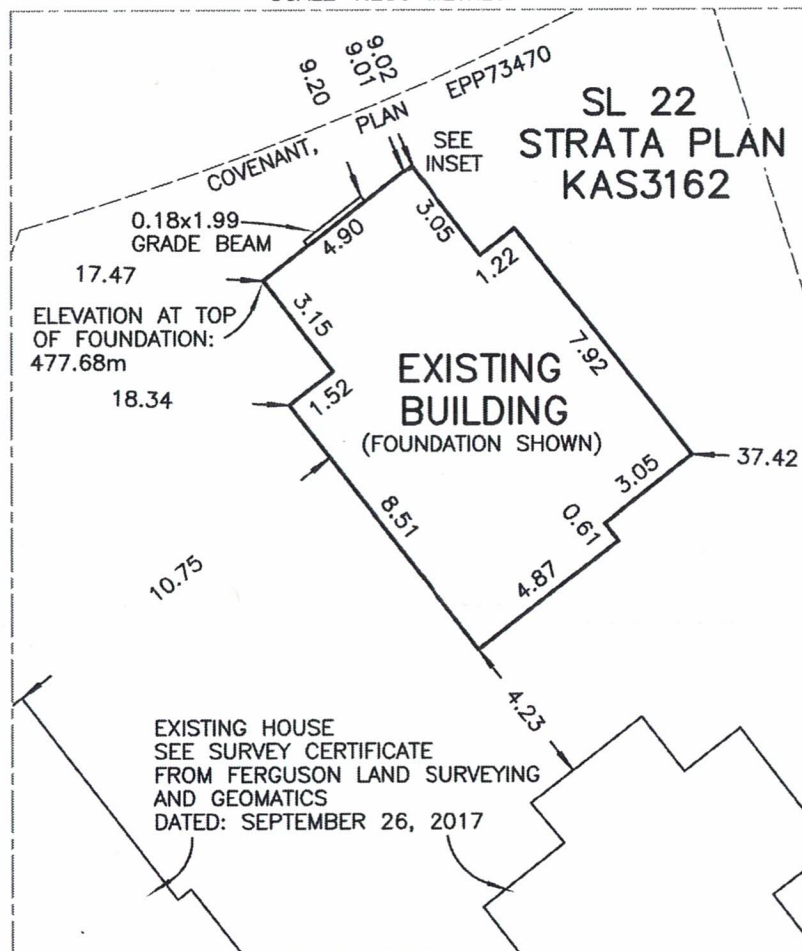 9.20
9.01
9.02
COVENANT, PLAN EPP73470
SL 22
STRATA PLAN
KAS3162
SEE
INSET
0.18x1.99
GRADE BEAM
4.90
3.05
1.22
17.47
ELEVATION AT TOP
OF FOUNDATION:
477.68m
3.15
7.92
18.34
1.52
EXISTING
BUILDING
(FOUNDATION SHOWN)
37.42
3.05
0.61
8.51
4.87
10.75
4.23
EXISTING HOUSE
SEE SURVEY CERTIFICATE
FROM FERGUSON LAND SURVEYING
AND GEOMATICS
DATED: SEPTEMBER 26, 2017